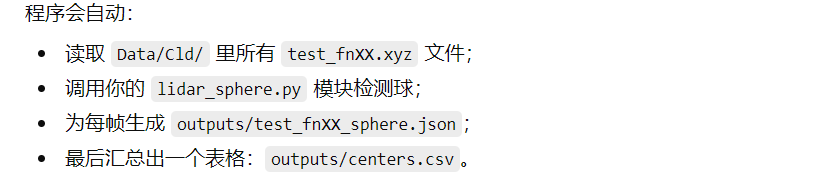 程序会自动：
• 读取 Data/Cld/ 里所有 test_fnXX.xyz 文件；
• 调用你的 lidar_sphere.py 模块检测球；
• 为每帧生成 outputs/test_fnXX_sphere.json；
• 最后汇总出一个表格：outputs/centers.csv。